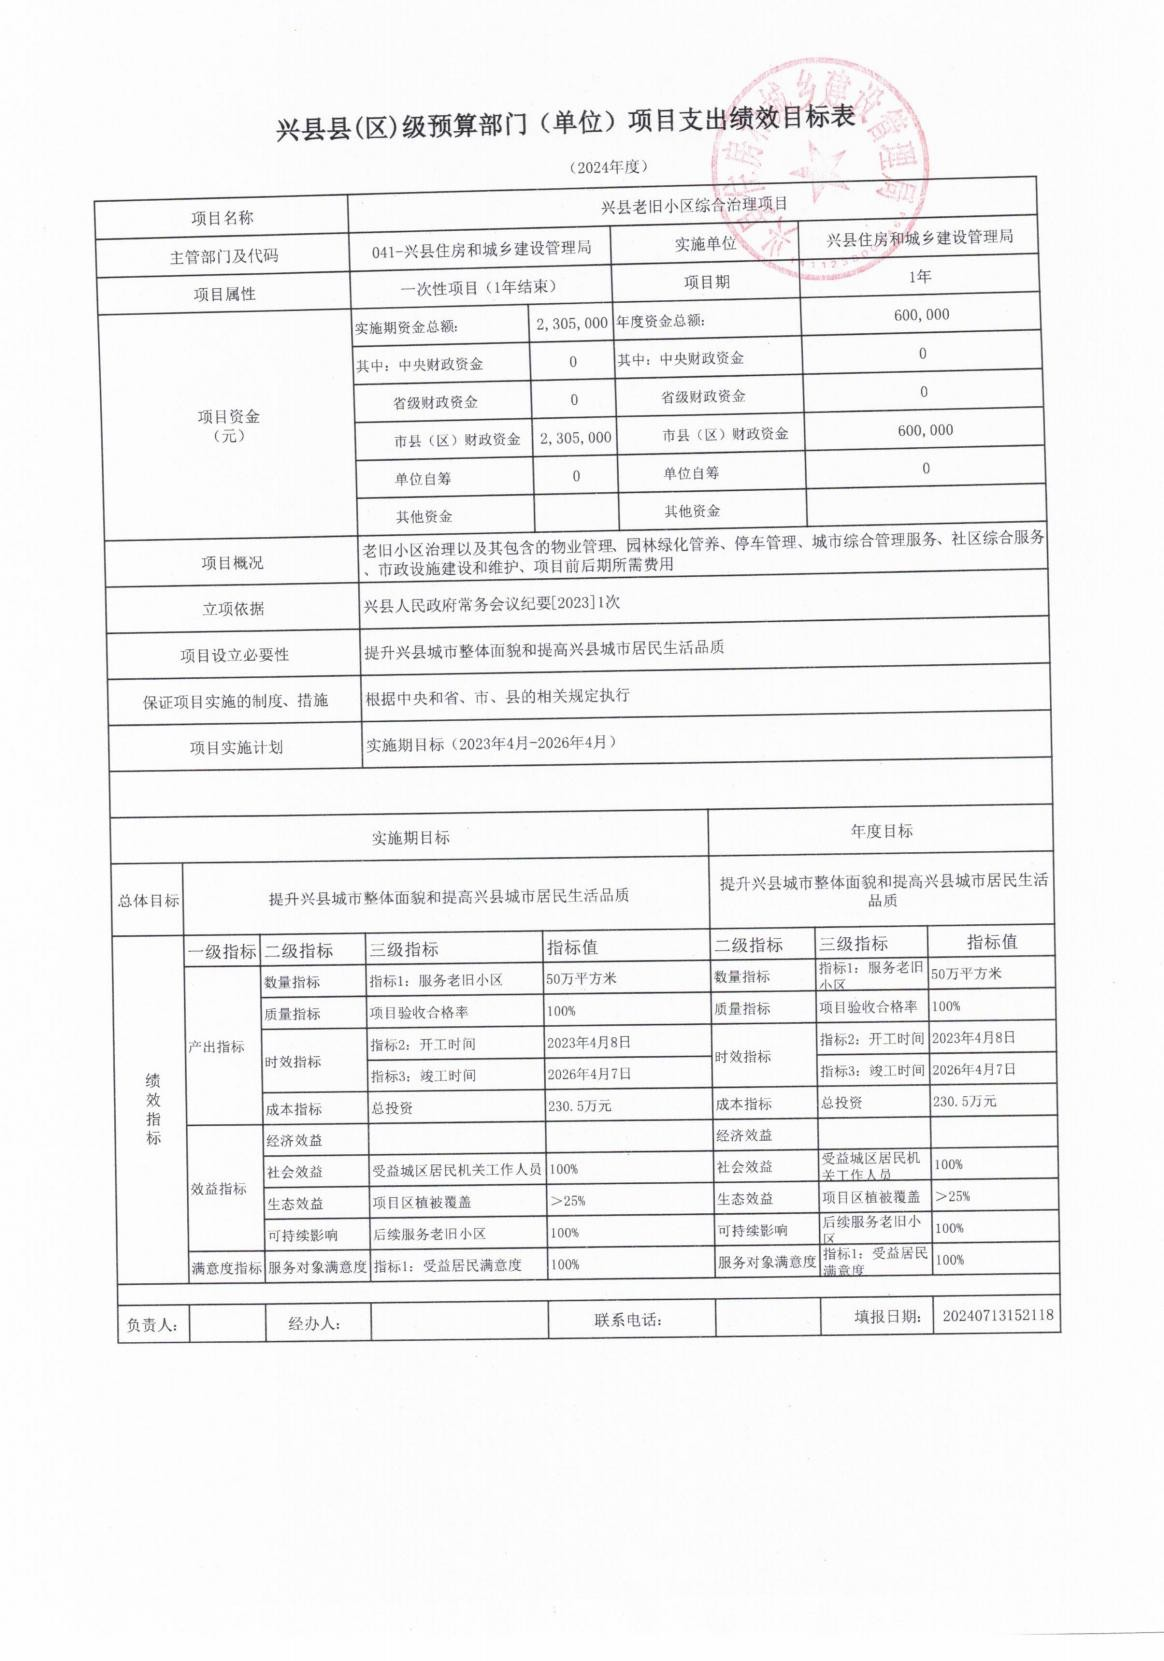 兴县县(区)级预算部门（单位）项目支出绩效目标表
（2024年度）
项目名称 兴县老旧小区综合治理项目
主管部门及代码 041-兴县住房和城乡建设管理局 实施单位 兴县住房和城乡建设管理局
项目属性 一次性项目（1年结束） 项目期 1年
项目资金
（元）
实施期资金总额: 2,305,000 年度资金总额: 600,000
其中: 中央财政资金 0 其中: 中央财政资金 0
省级财政资金 0 省级财政资金 0
市县（区）财政资金 2,305,000 市县（区）财政资金 600,000
单位自筹 0 单位自筹 0
其他资金 其他资金
项目概况 老旧小区治理以及其包含的物业管理、园林绿化管养、停车管理、城市综合管理服务、社区综合服务
、市政设施建设和维护、项目前后期所需费用
立项依据 兴县人民政府常务会议纪要[2023]1次
项目设立必要性 提升兴县城市整体面貌和提高兴县城市居民生活品质
保证项目实施的制度、措施 根据中央和省、市、县的相关规定执行
项目实施计划 实施期目标（2023年4月-2026年4月）
实施期目标 年度目标
总体目标 提升兴县城市整体面貌和提高兴县城市居民生活品质 提升兴县城市整体面貌和提高兴县城市居民生活
品质
绩效指标
一级指标 二级指标 三级指标 指标值 二级指标 三级指标 指标值
产出指标
数量指标 指标1: 服务老旧小区 50万平方米 数量指标 指标1: 服务老旧
小区 50万平方米
质量指标 项目验收合格率 100% 质量指标 项目验收合格率 100%
时效指标 指标2: 开工时间 2023年4月8日 时效指标 指标2: 开工时间 2023年4月8日
指标3: 竣工时间 2026年4月7日 指标3: 竣工时间 2026年4月7日
成本指标 总投资 230.5万元 成本指标 总投资 230.5万元
效益指标
经济效益 经济效益
社会效益 受益城区居民机关工作人员 100% 社会效益 受益城区居民机
关工作人员 100%
生态效益 项目区植被覆盖 ＞25% 生态效益 项目区植被覆盖 ＞25%
可持续影响 后续服务老旧小区 100% 可持续影响 后续服务老旧小
区 100%
满意度指标 服务对象满意度 指标1: 受益居民满意度 100% 服务对象满意度 指标1: 受益居民
满意度 100%
负责人: 经办人: 联系电话: 填报日期: 20240713152118
兴县住房和城乡建设管理局